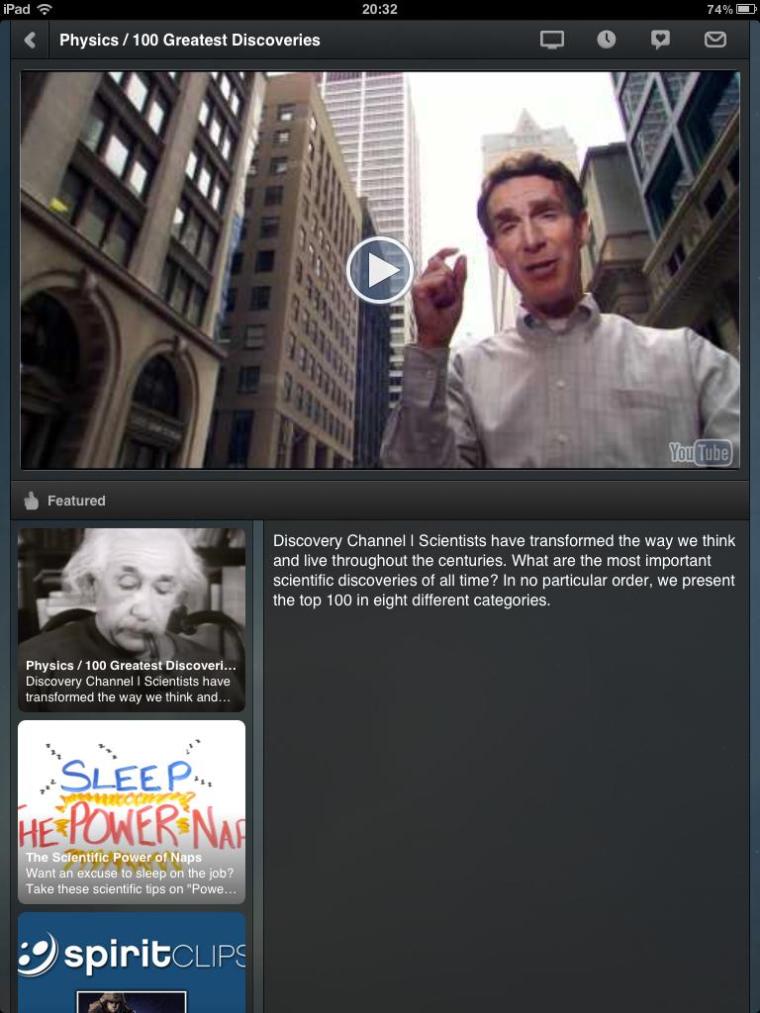 iPad
20:32
74%
Physics / 100 Greatest Discoveries
YouTube
Featured
Physics / 100 Greatest Discoveri...
Discovery Channel | Scientists have
transformed the way we think and...
SLEEP
THE POWER NAP
The Scientific Power of Naps
Want an excuse to sleep on the job?
Take these scientific tips on "Powe...
spiritCLIPS
Discovery Channel | Scientists have transformed the way we think
and live throughout the centuries. What are the most important
scientific discoveries of all time? In no particular order, we present
the top 100 in eight different categories.